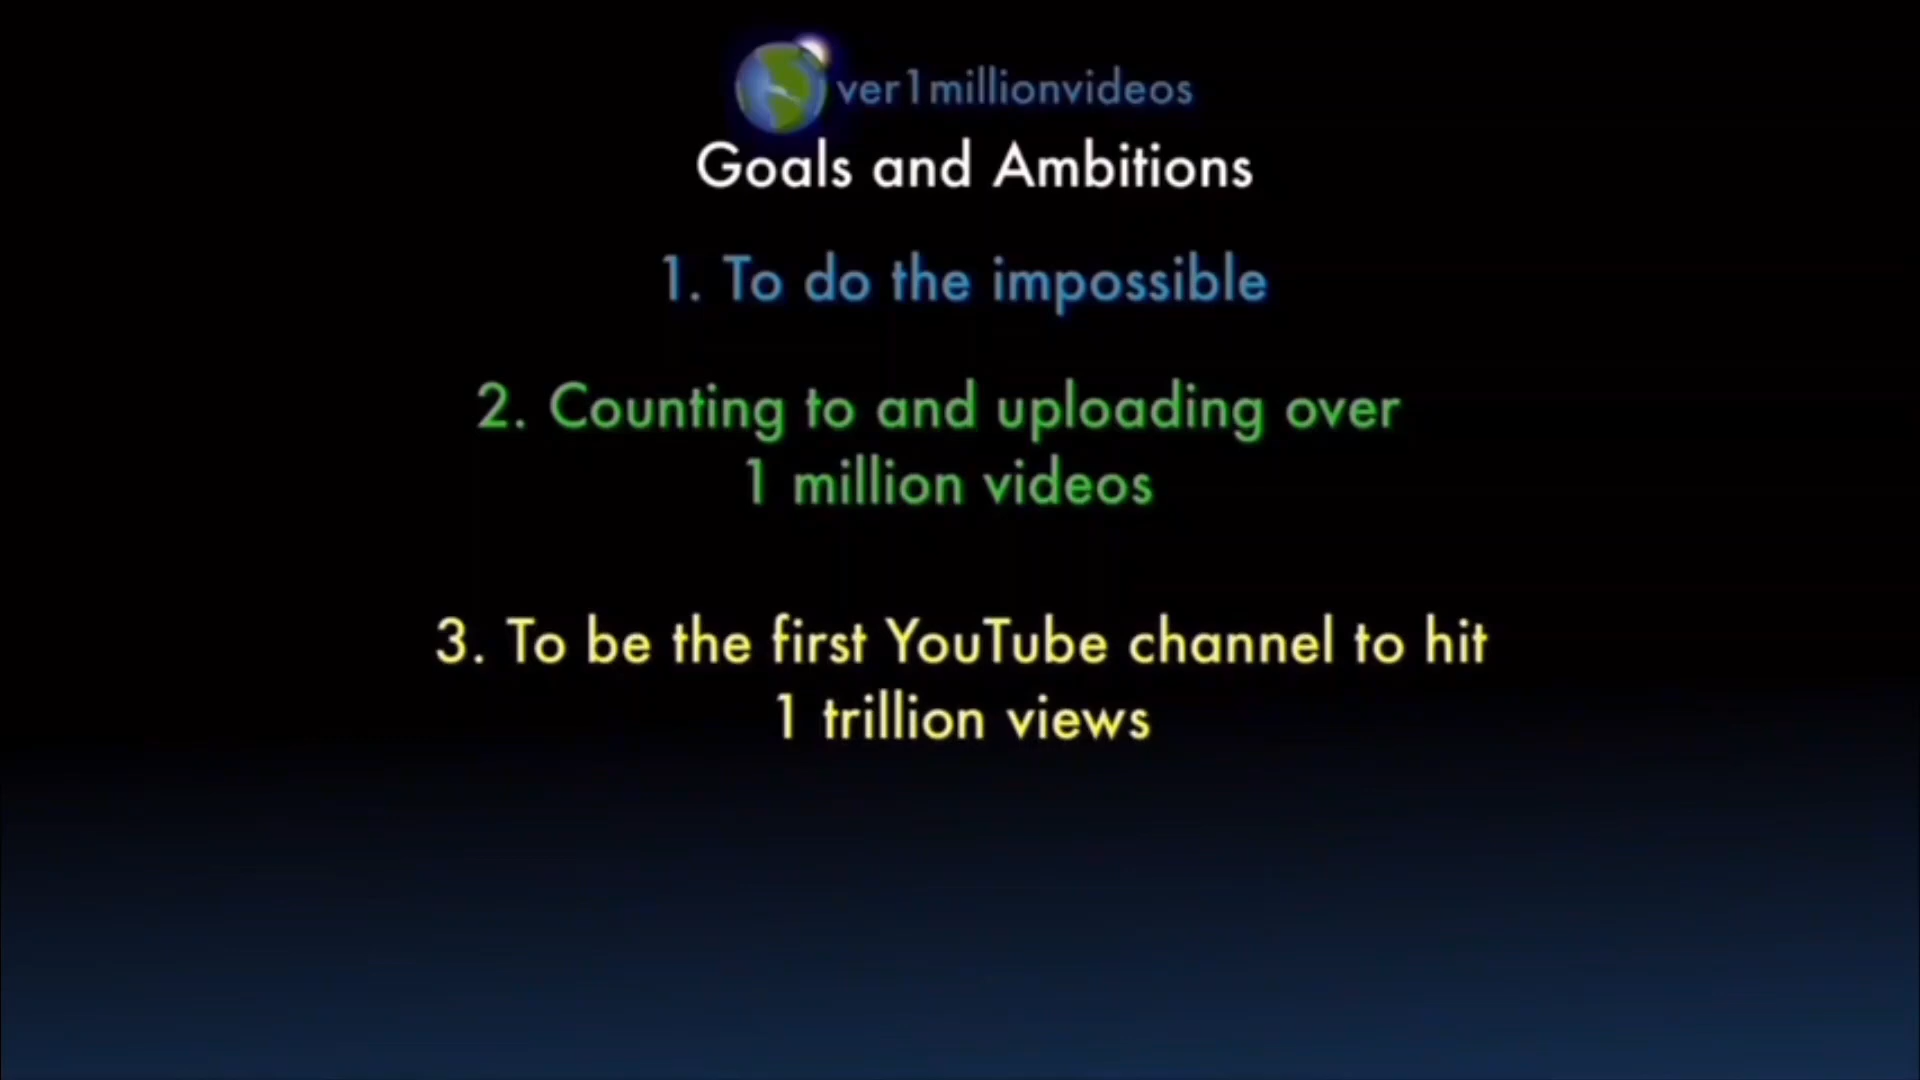 ver1millionvideos
Goals and Ambitions
1. To do the impossible
2. Counting to and uploading over
1 million videos
3. To be the first YouTube channel to hit
1 trillion views